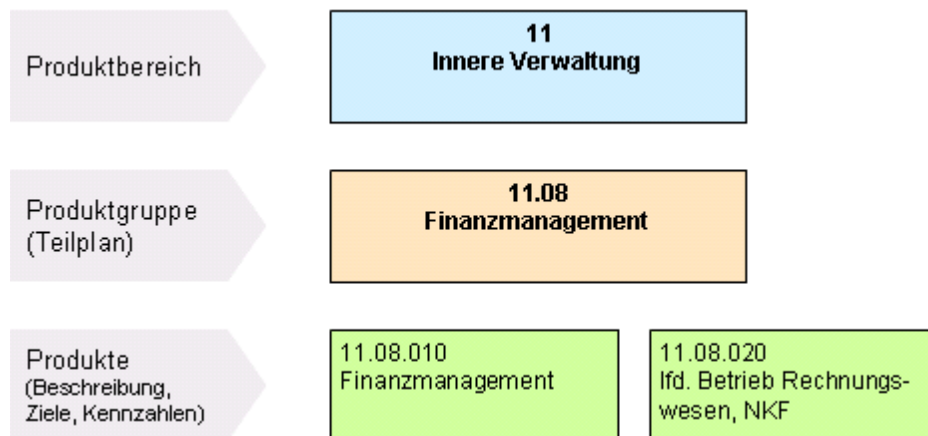 Produktbereich
11
Innere Verwaltung
Produktgruppe
(Teilplan)
11.08
Finanzmanagement
Produkte
(Beschreibung,
Ziele, Kennzahlen)
11.08.010
Finanzmanagement
11.08.020
lfd. Betrieb Rechnungs-
wesen, NKF